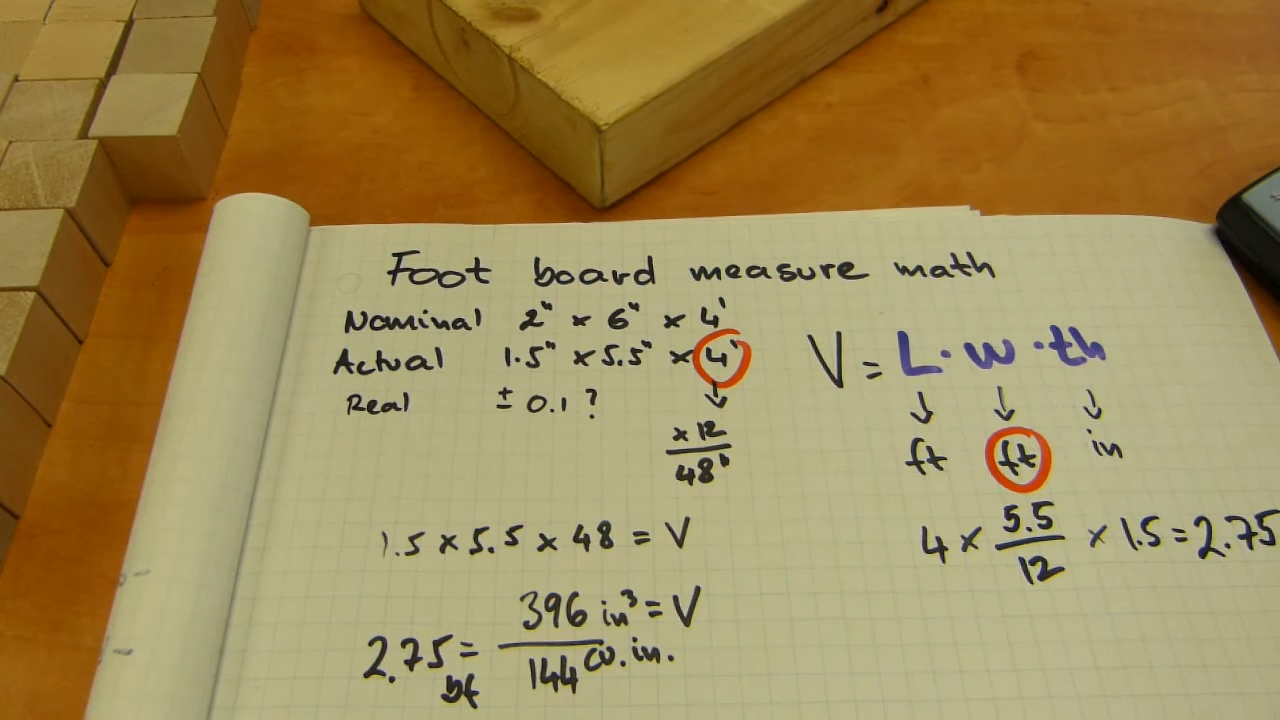 Foot board measure math
Nominal 2" × 6" × 4'
Actual 1.5" × 5.5" × 4'
Real ± 0.1 ?
× 12
48"
1.5 × 5.5 × 48 = V
396 in³ = V
2.75 bf = 144 cu. in.
V = L · w · th
↓ ↓ ↓
ft ft in
4 × 5.5/12 × 1.5 = 2.75